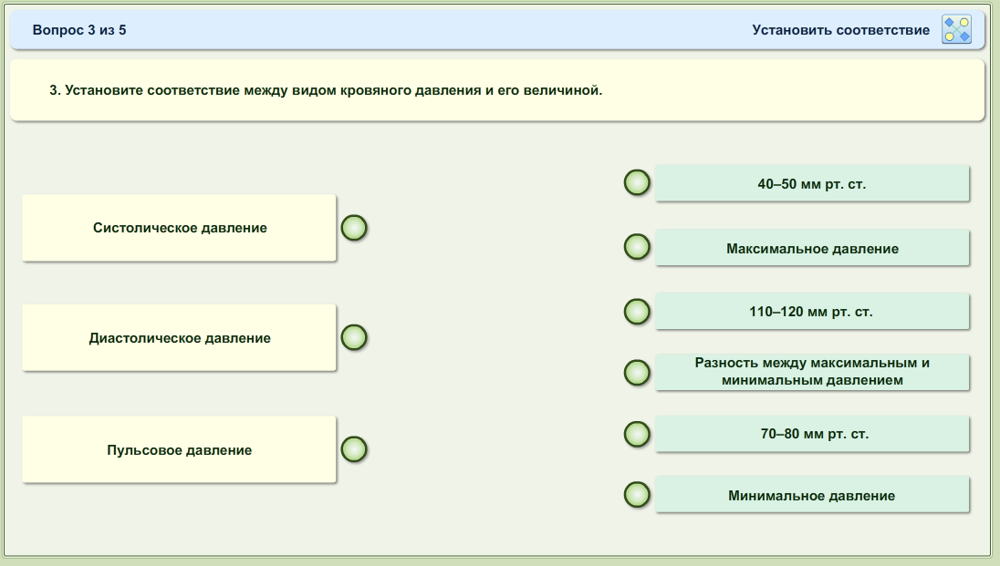 Вопрос 3 из 5
Установить соответствие
3. Установите соответствие между видом кровяного давления и его величиной.
Систолическое давление
Диастолическое давление
Пульсовое давление
40–50 мм рт. ст.
Максимальное давление
110–120 мм рт. ст.
Разность между максимальным и
минимальным давлением
70–80 мм рт. ст.
Минимальное давление